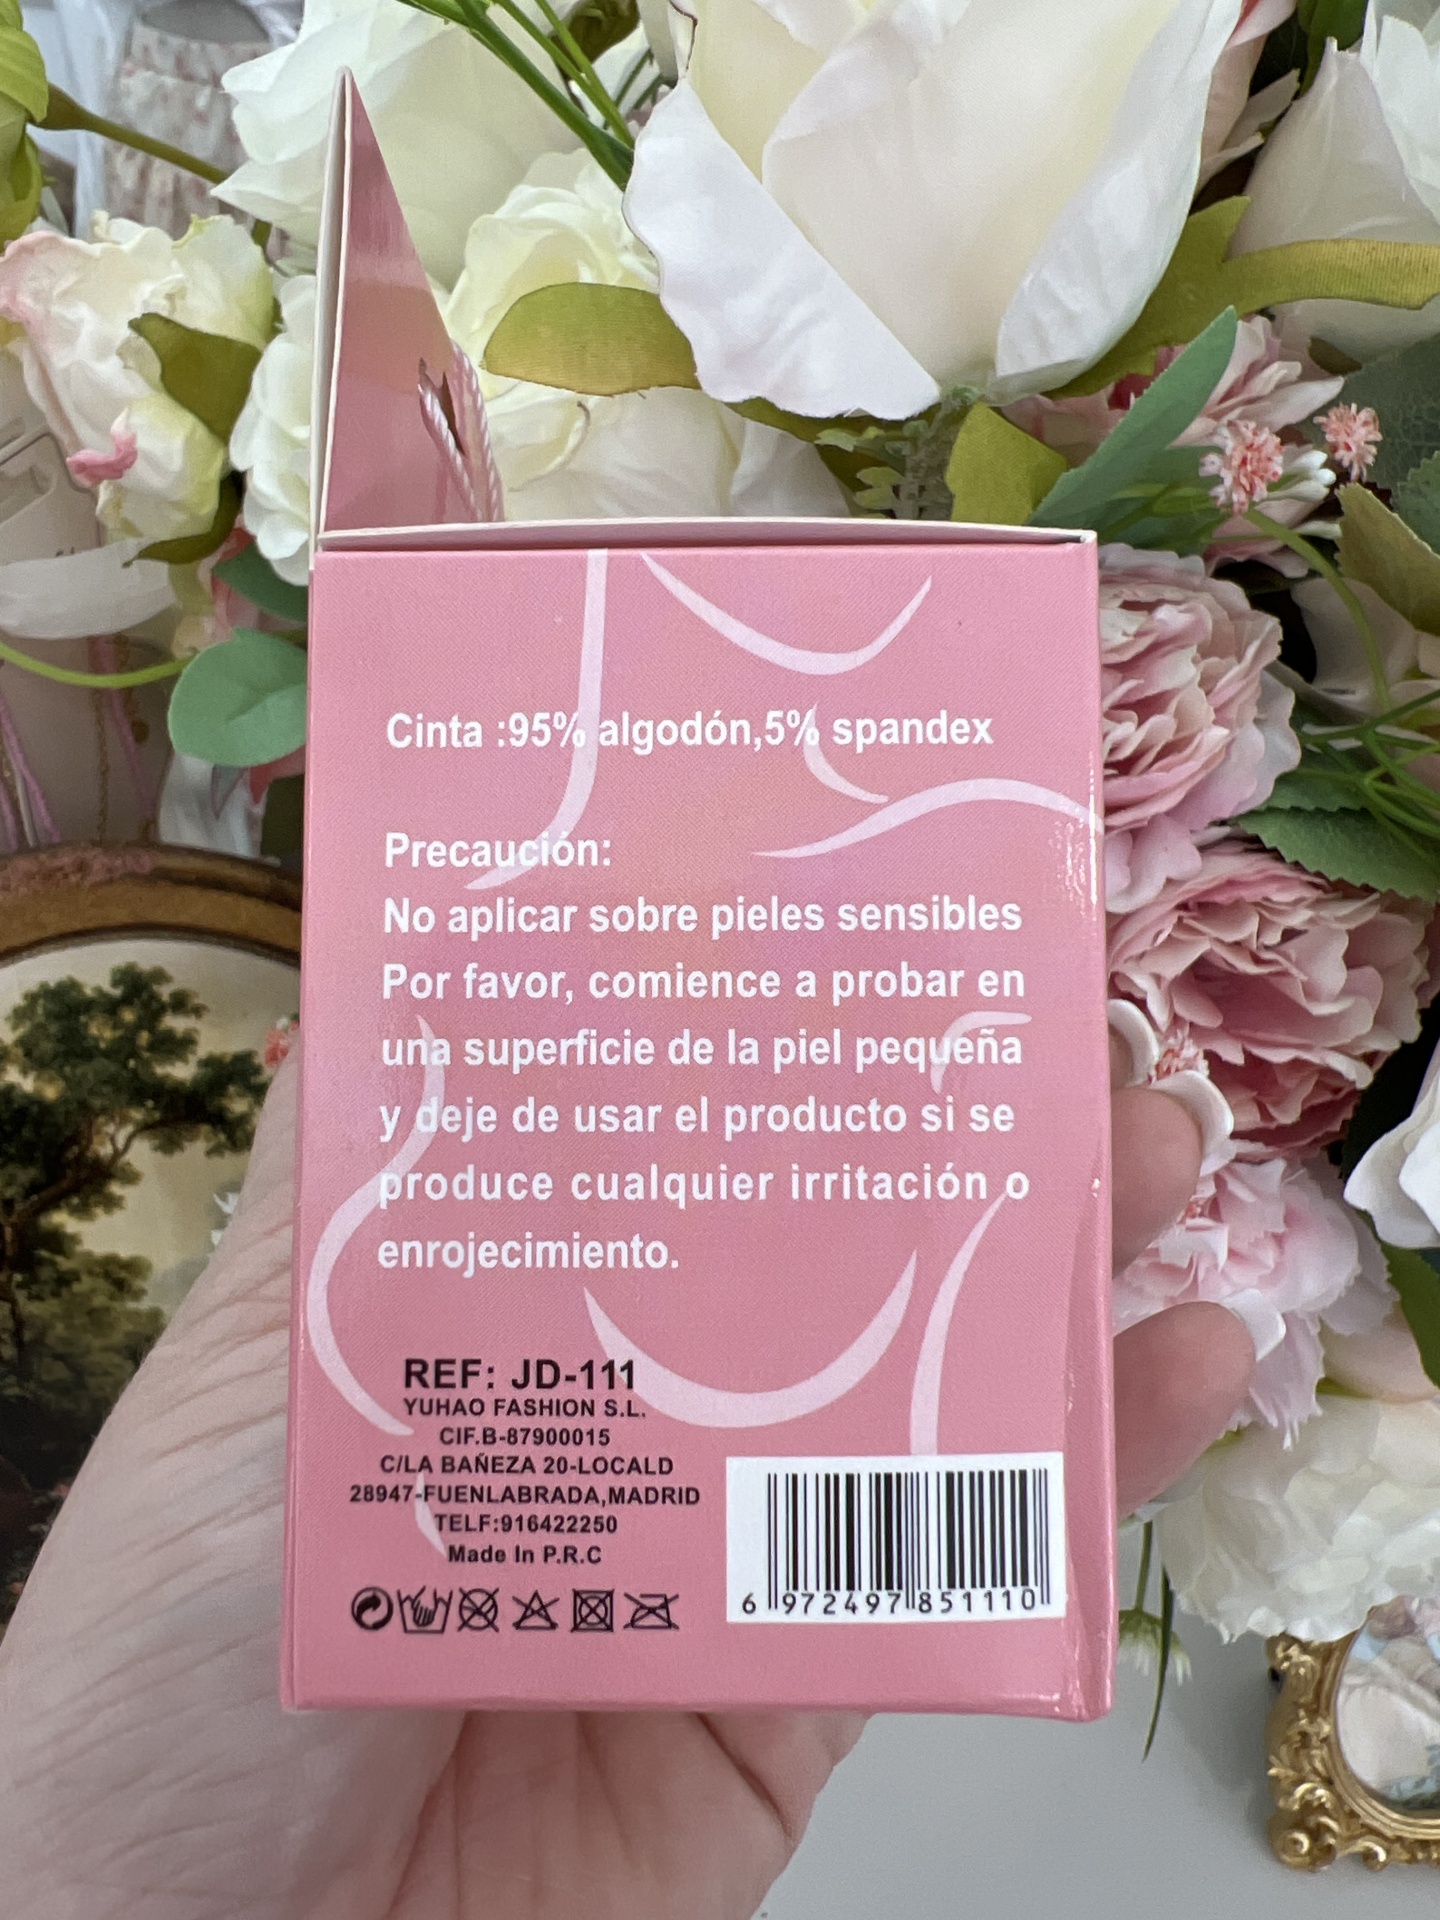 Cinta :95% algodón,5% spandex
Precaución:
No aplicar sobre pieles sensibles
Por favor, comience a probar en
una superficie de la piel pequeña
y deje de usar el producto si se
produce cualquier irritación o
enrojecimiento.
REF: JD-111
YUHAO FASHION S.L.
CIF.B-87900015
C/LA BAÑEZA 20-LOCALD
28947-FUENLABRADA,MADRID
TELF:916422250
Made In P.R.C
6 972497 851110